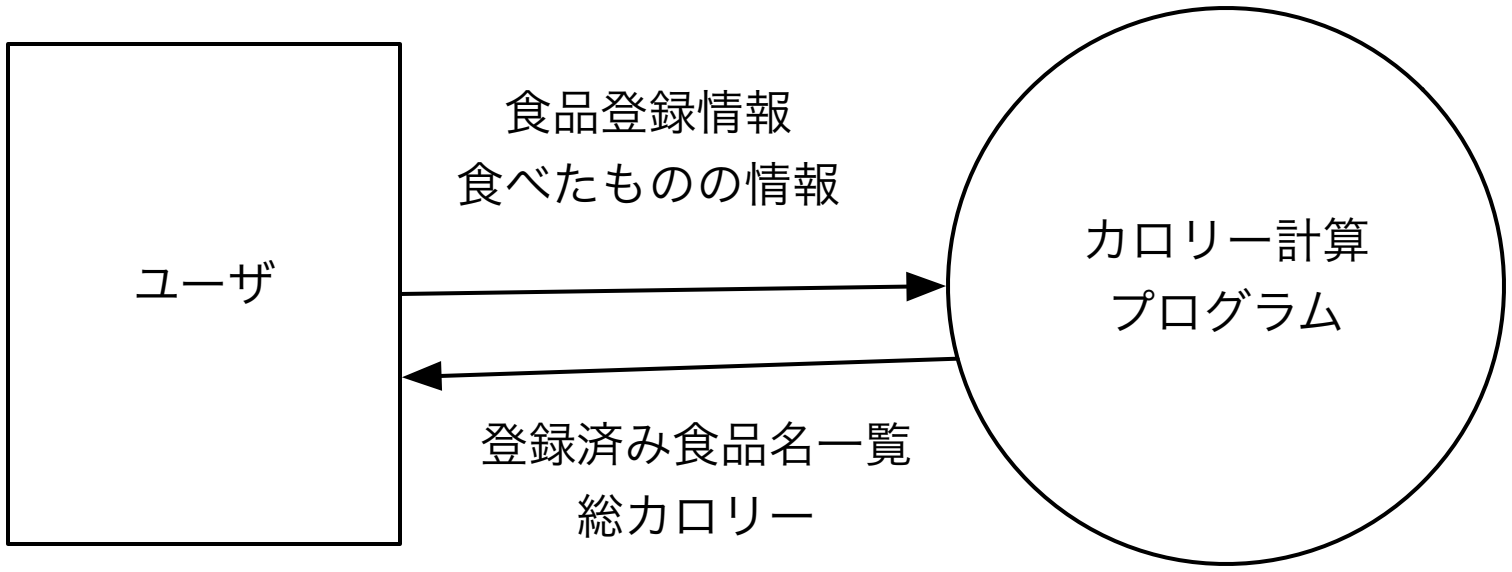 食品登録情報
食べたものの情報
ユーザ
カロリー計算
プログラム
登録済み食品名一覧
総カロリー